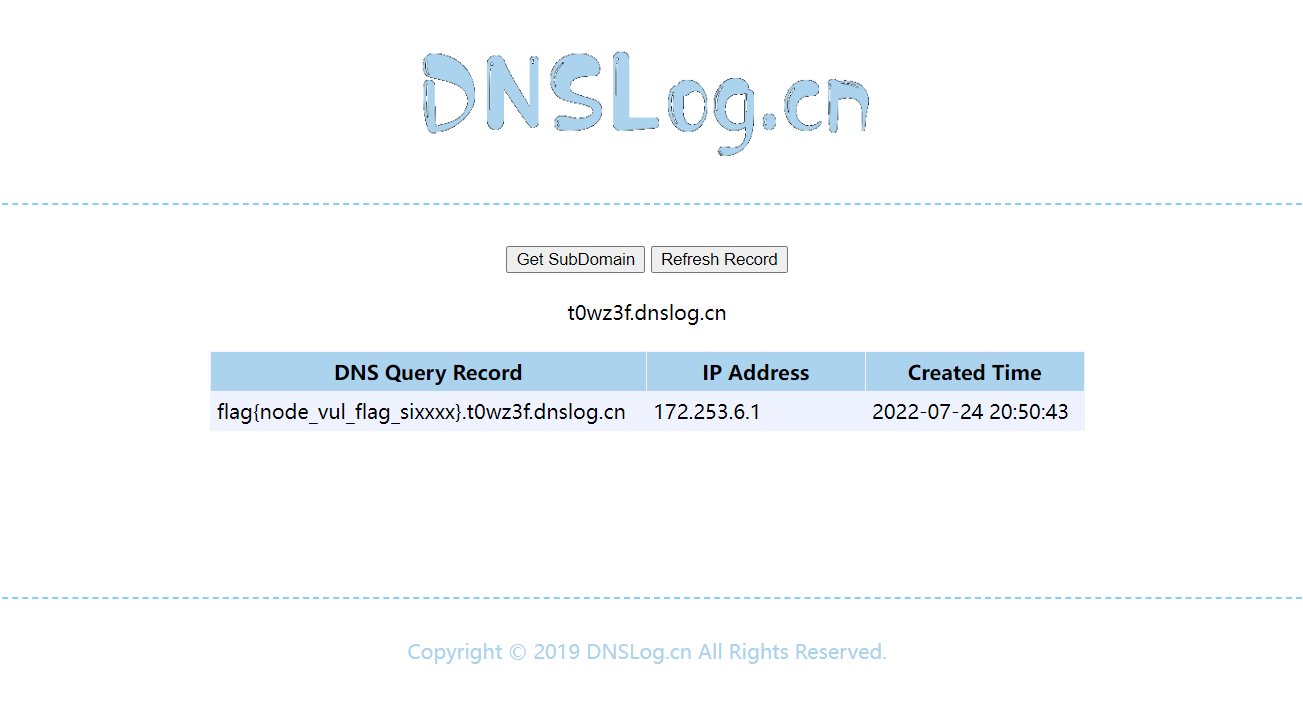 DNSLog.cn
Get SubDomain Refresh Record
t0wz3f.dnslog.cn
DNS Query Record IP Address Created Time
flag{node_vul_flag_sixxxx}.t0wz3f.dnslog.cn 172.253.6.1 2022-07-24 20:50:43
Copyright © 2019 DNSLog.cn All Rights Reserved.